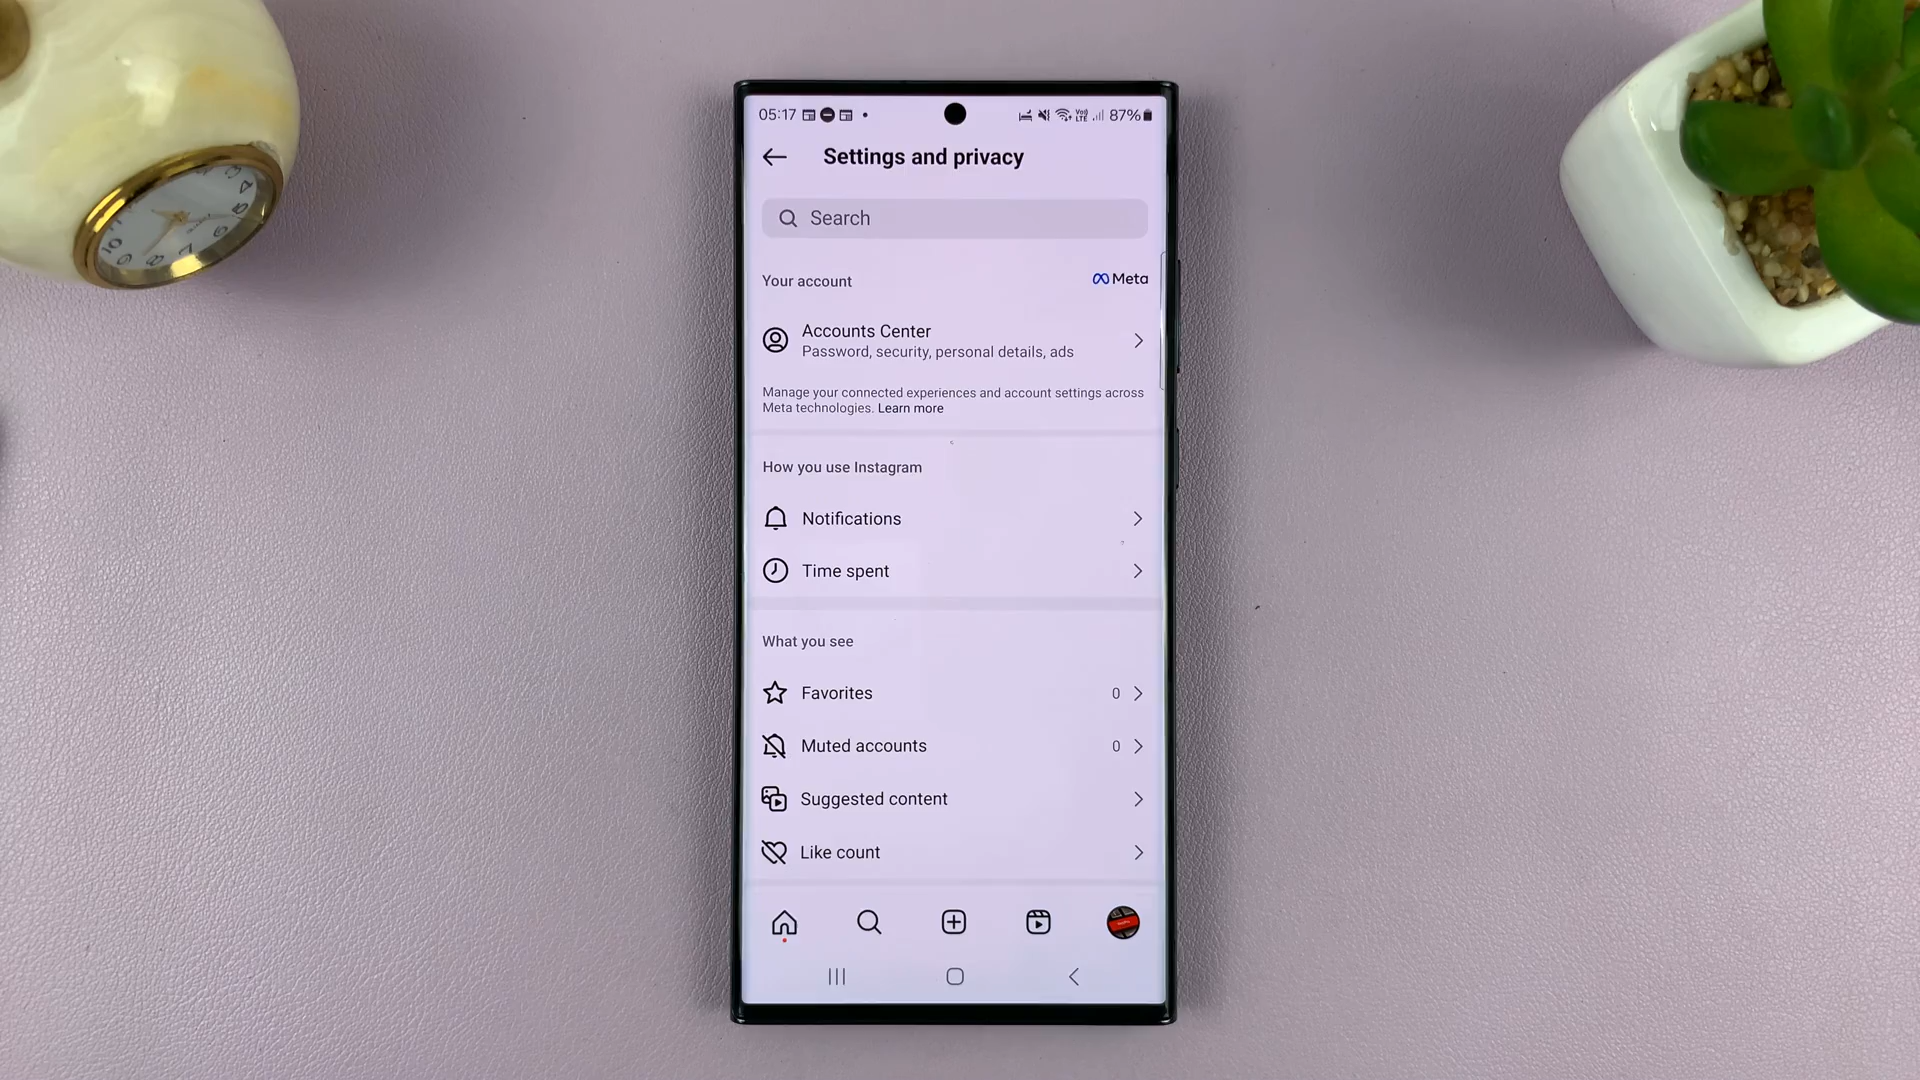 05:17
Vo))
LTE
87%
Settings and privacy
Search
Your account
Meta
Accounts Center
Password, security, personal details, ads
Manage your connected experiences and account settings across
Meta technologies. Learn more
How you use Instagram
Notifications
Time spent
What you see
Favorites 0
Muted accounts 0
Suggested content
Like count